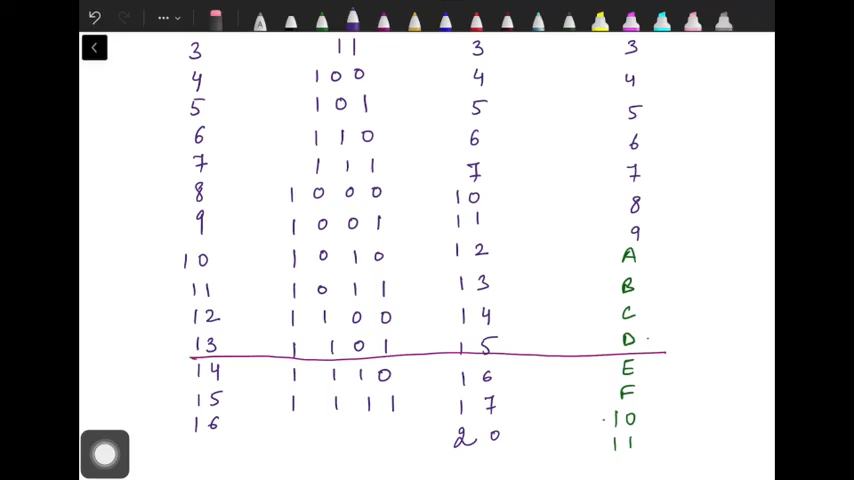 3 11 3 3
4 100 4 4
5 101 5 5
6 110 6 6
7 111 7 7
8 1000 10 8
9 1001 11 9
10 1010 12 A
11 1011 13 B
12 1100 14 C
13 1101 15 D
14 1110 16 E
15 1111 17 F
16 20 10
11